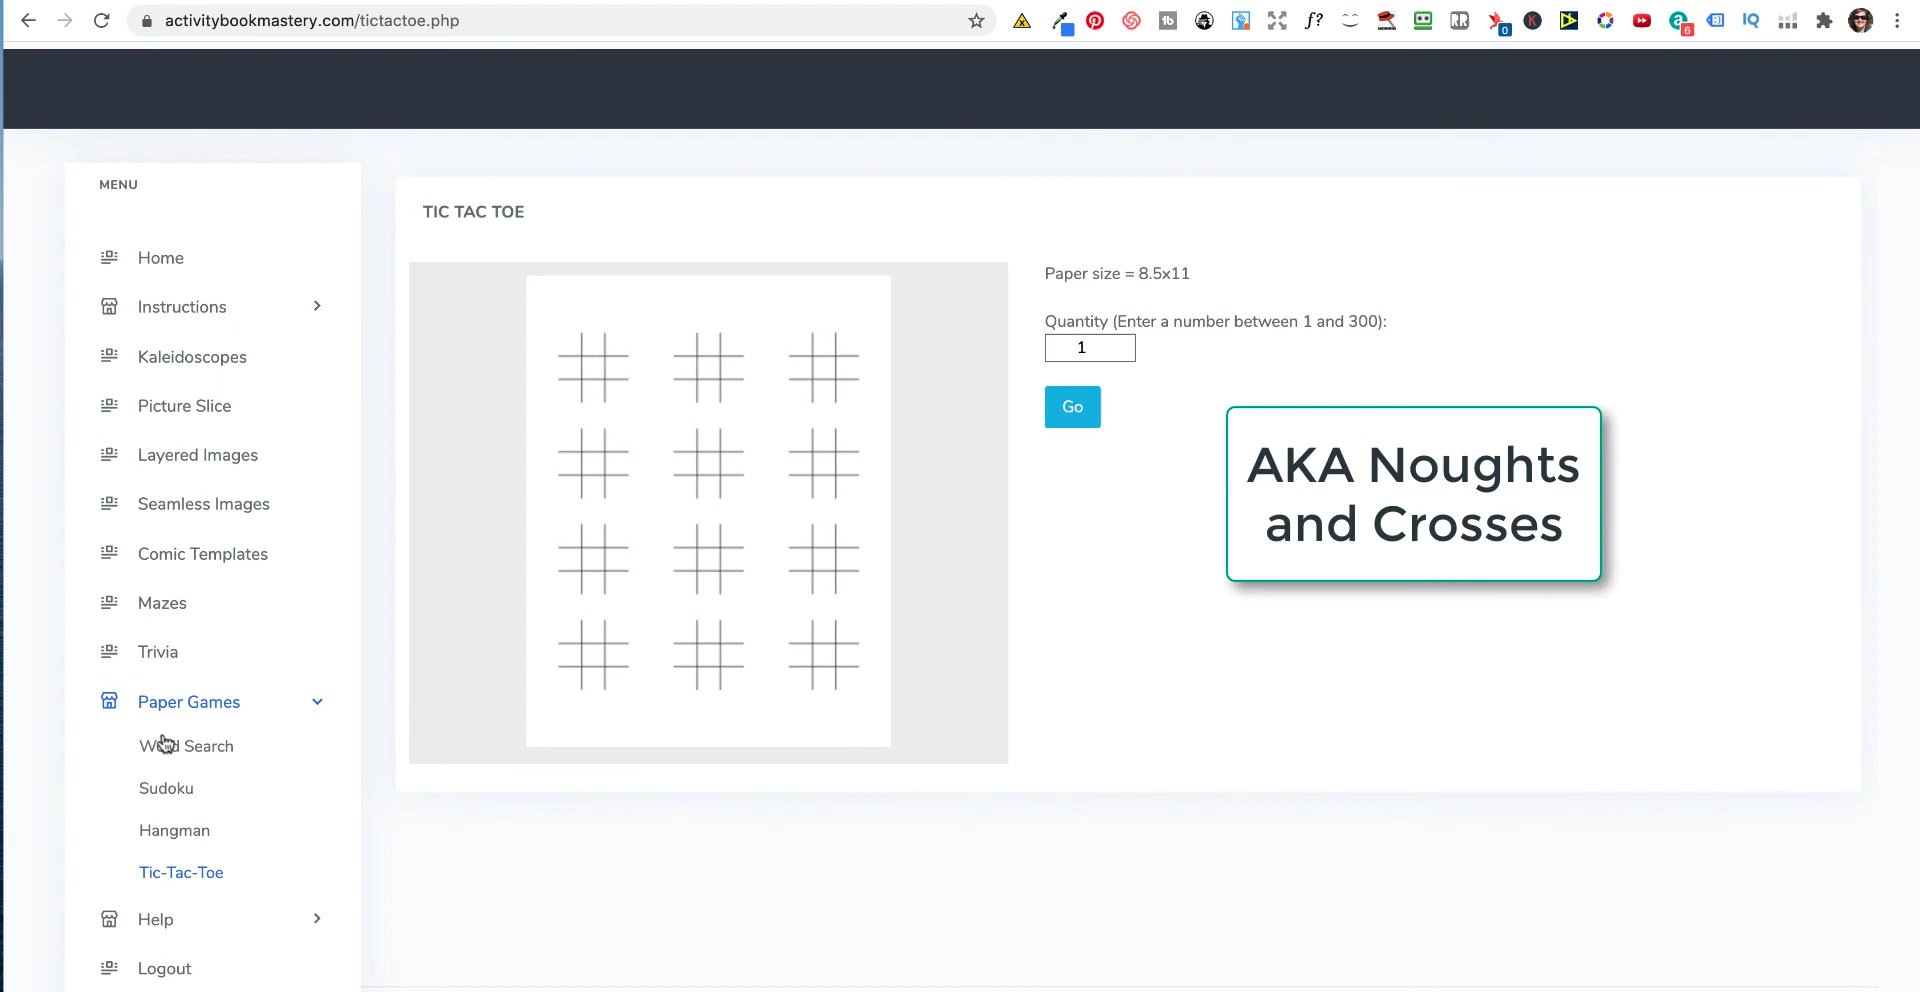 activitybookmastery.com/tictactoe.php
MENU
Home
Instructions
Kaleidoscopes
Picture Slice
Layered Images
Seamless Images
Comic Templates
Mazes
Trivia
Paper Games
Word Search
Sudoku
Hangman
Tic-Tac-Toe
Help
Logout
TIC TAC TOE
Paper size = 8.5x11
Quantity (Enter a number between 1 and 300):
1
Go
AKA Noughts
and Crosses